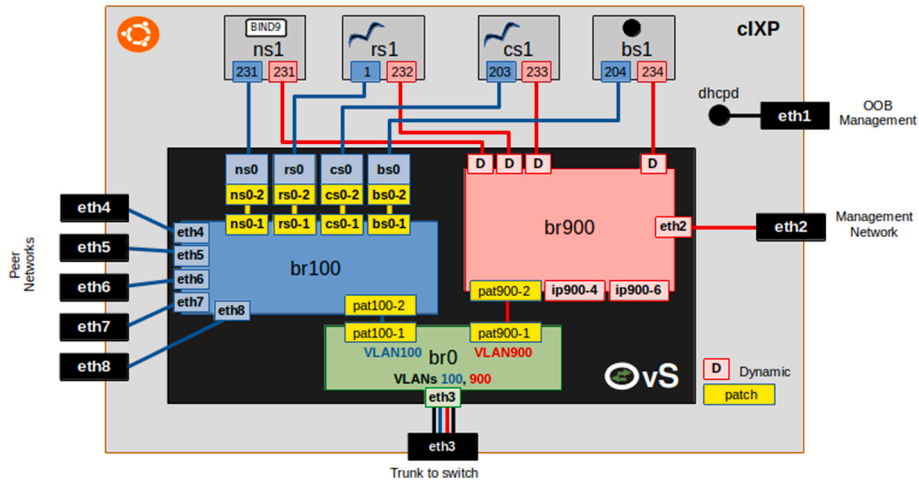 BIND9
ns1
231
231
rs1
1
232
cs1
203
233
bs1
204
234
cIXP
dhcpd
eth1
OOB
Management
ns0
rs0
cs0
bs0
D
D
D
D
ns0-2
rs0-2
cs0-2
bs0-2
ns0-1
rs0-1
cs0-1
bs0-1
Peer
Networks
eth4
eth5
eth6
eth7
eth8
eth4
eth5
eth6
eth7
eth8
br100
br900
eth2
eth2
Management
Network
pat100-2
pat900-2
ip900-4
ip900-6
pat100-1
pat900-1
VLAN100
br0
VLAN900
VLANs 100, 900
eth3
OvS
D
Dynamic
patch
eth3
Trunk to switch